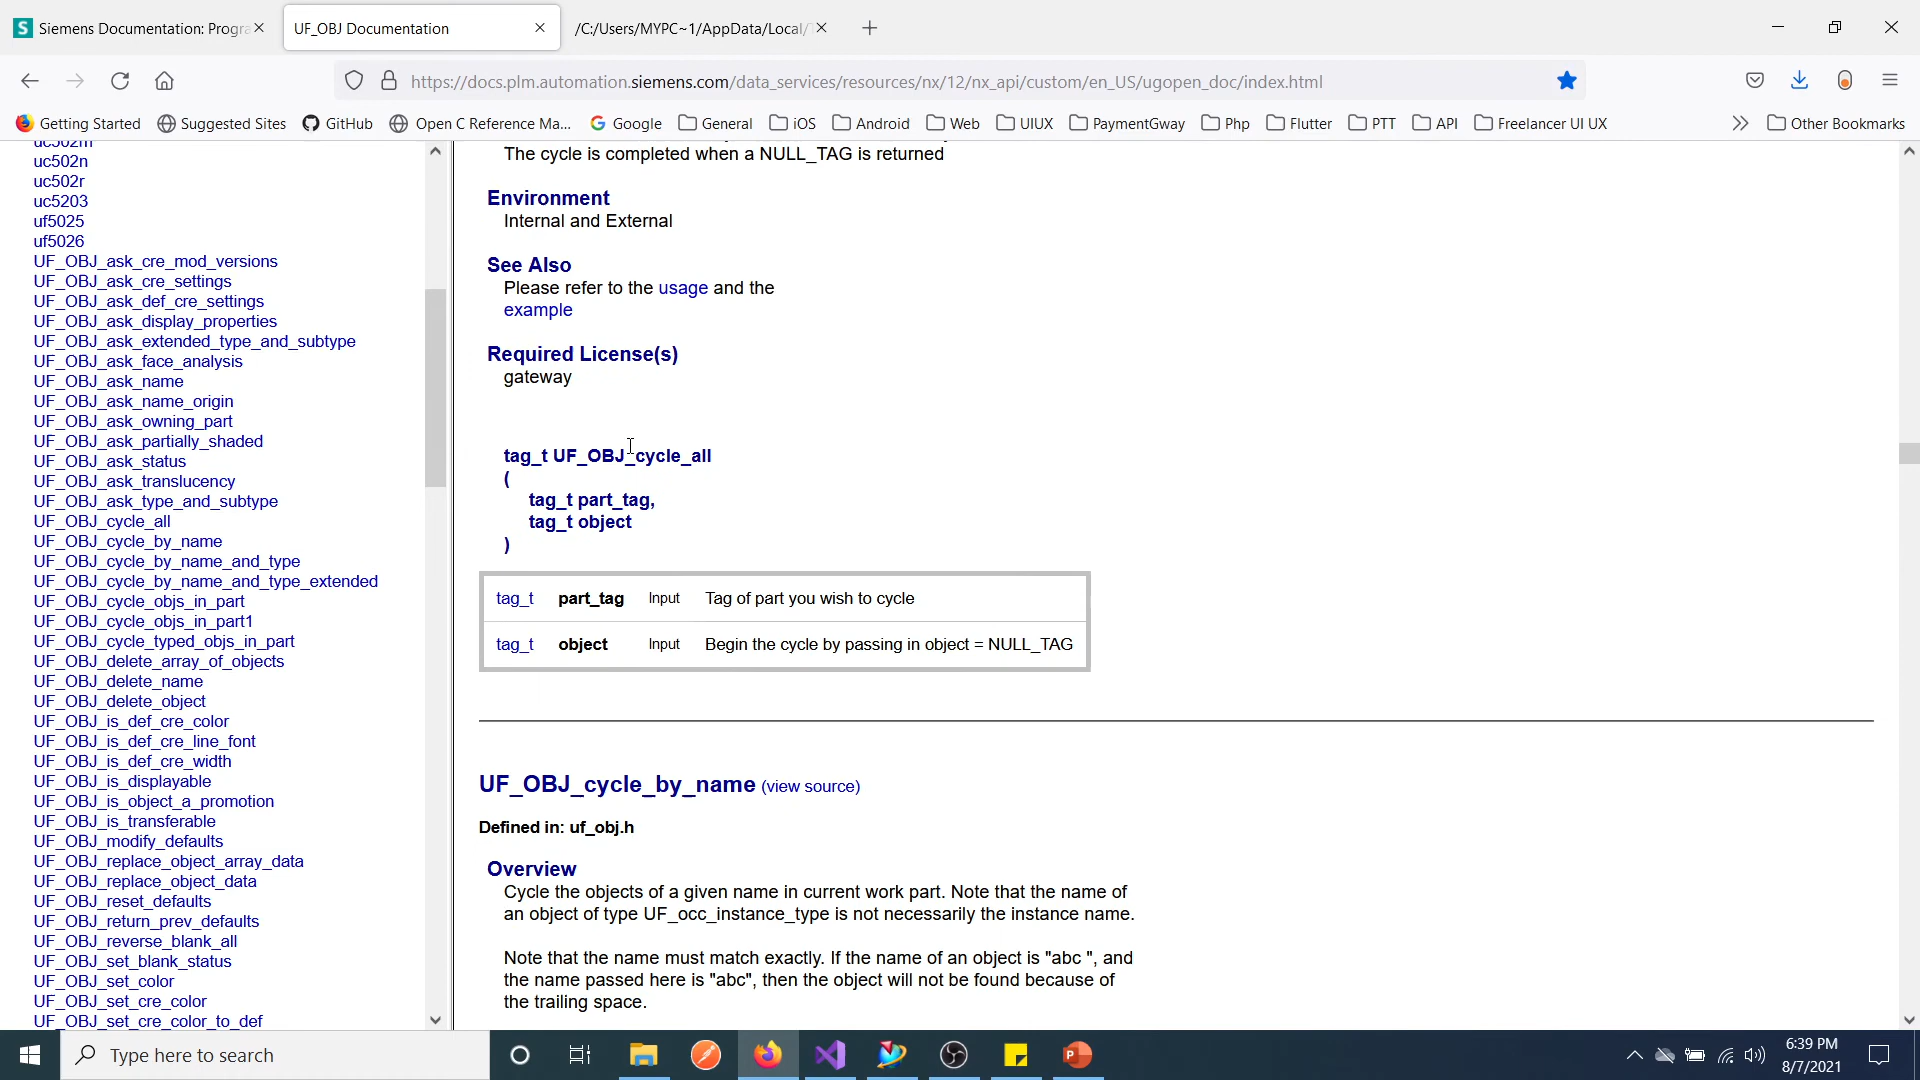 Siemens Documentation: Progra
UF_OBJ Documentation
/C:/Users/MYPC~1/AppData/Local/
https://docs.plm.automation.siemens.com/data_services/resources/nx/12/nx_api/custom/en_US/ugopen_doc/index.html
Getting Started Suggested Sites GitHub Open C Reference Ma... Google General iOS Android Web UIUX PaymentGway Php Flutter PTT API Freelancer UI UX Other Bookmarks
uc502m
uc502n
uc502r
uc5203
uf5025
uf5026
UF_OBJ_ask_cre_mod_versions
UF_OBJ_ask_cre_settings
UF_OBJ_ask_def_cre_settings
UF_OBJ_ask_display_properties
UF_OBJ_ask_extended_type_and_subtype
UF_OBJ_ask_face_analysis
UF_OBJ_ask_name
UF_OBJ_ask_name_origin
UF_OBJ_ask_owning_part
UF_OBJ_ask_partially_shaded
UF_OBJ_ask_status
UF_OBJ_ask_translucency
UF_OBJ_ask_type_and_subtype
UF_OBJ_cycle_all
UF_OBJ_cycle_by_name
UF_OBJ_cycle_by_name_and_type
UF_OBJ_cycle_by_name_and_type_extended
UF_OBJ_cycle_objs_in_part
UF_OBJ_cycle_objs_in_part1
UF_OBJ_cycle_typed_objs_in_part
UF_OBJ_delete_array_of_objects
UF_OBJ_delete_name
UF_OBJ_delete_object
UF_OBJ_is_def_cre_color
UF_OBJ_is_def_cre_line_font
UF_OBJ_is_def_cre_width
UF_OBJ_is_displayable
UF_OBJ_is_object_a_promotion
UF_OBJ_is_transferable
UF_OBJ_modify_defaults
UF_OBJ_replace_object_array_data
UF_OBJ_replace_object_data
UF_OBJ_reset_defaults
UF_OBJ_return_prev_defaults
UF_OBJ_reverse_blank_all
UF_OBJ_set_blank_status
UF_OBJ_set_color
UF_OBJ_set_cre_color
UF_OBJ_set_cre_color_to_def
The cycle is completed when a NULL_TAG is returned
Environment
Internal and External
See Also
Please refer to the usage and the
example
Required License(s)
gateway
tag_t UF_OBJ_cycle_all
(
tag_t part_tag,
tag_t object
)
tag_t part_tag Input Tag of part you wish to cycle
tag_t object Input Begin the cycle by passing in object = NULL_TAG
UF_OBJ_cycle_by_name (view source)
Defined in: uf_obj.h
Overview
Cycle the objects of a given name in current work part. Note that the name of
an object of type UF_occ_instance_type is not necessarily the instance name.
Note that the name must match exactly. If the name of an object is "abc ", and
the name passed here is "abc", then the object will not be found because of
the trailing space.
Type here to search
6:39 PM
8/7/2021